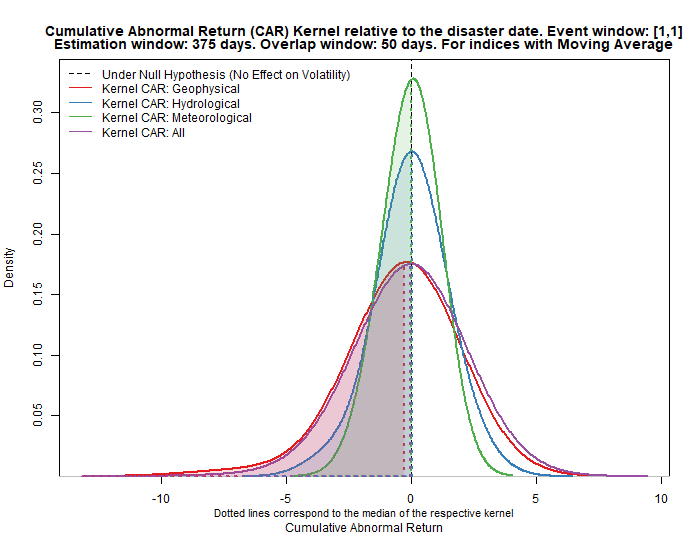 Cumulative Abnormal Return (CAR) Kernel relative to the disaster date. Event window: [1,1]
Estimation window: 375 days. Overlap window: 50 days. For indices with Moving Average
Under Null Hypothesis (No Effect on Volatility)
Kernel CAR: Geophysical
Kernel CAR: Hydrological
Kernel CAR: Meteorological
Kernel CAR: All
Density
0.30
0.25
0.20
0.15
0.10
0.05
-10 -5 0 5 10
Dotted lines correspond to the median of the respective kernel
Cumulative Abnormal Return